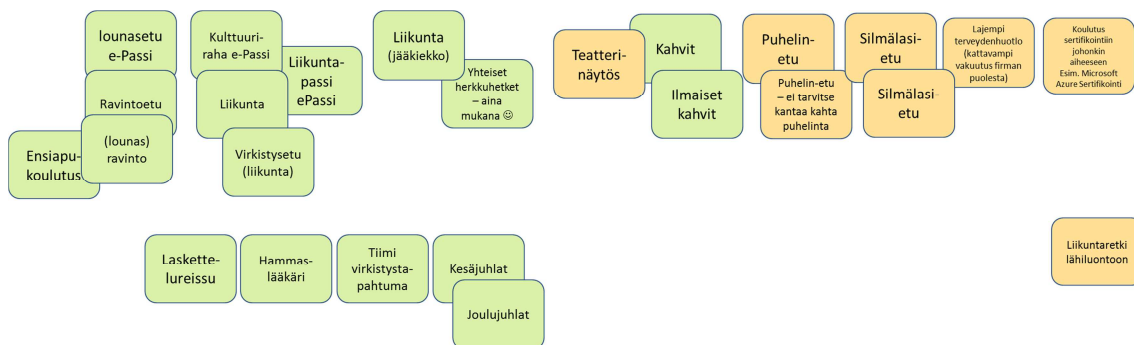 lounasetu
e-Passi
Ravintoetu
(lounas)
ravinto
Ensiapu-
koulutus
Kulttuuri-
raha e-Passi
Liikunta-
passi
ePassi
Liikunta
Virkistysetu
(liikunta)
Liikunta
(jääkiekko)
Yhteiset
herkkuhetket
– aina
mukana ☺
Teatteri-
näytös
Kahvit
Ilmaiset
kahvit
Puhelin-
etu
Puhelin-etu
– ei tarvitse
kantaa kahta
puhelinta
Silmälasi-
etu
Silmälasi-
etu
Lajempi
terveydenhuotlo
(kattavampi
vakuutus firman
puolesta)
Koulutus
sertifikointiin
johonkin
aiheeseen
Esim. Microsoft
Azure Sertifikointi
Laskette-
lureissu
Hammas-
lääkäri
Tiimi
virkistysta-
pahtuma
Kesäjuhlat
Joulujuhlat
Liikuntaretki
lähiluontoon